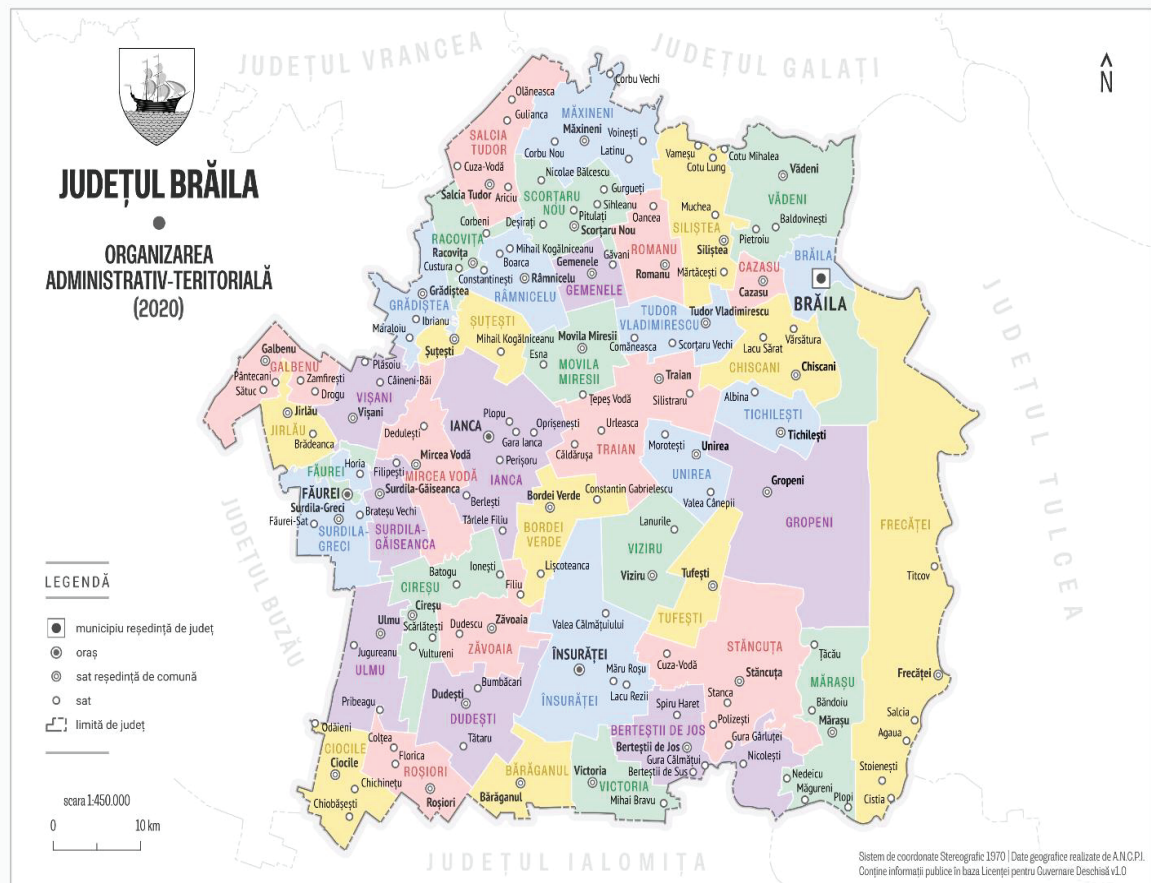 JUDEȚUL VRANCEA
JUDEȚUL GALAȚI
N
JUDEȚUL BRĂILA
ORGANIZAREA
ADMINISTRATIV-TERITORIALĂ
(2020)
Corbu Vechi
Olăneasca
Gulianca
MĂXINENI
Măxineni
Voinești
SALCIA
TUDOR
Corbu Nou
Latinu
Vameșu
Cotu Lung
Cotu Mihalea
Cuza-Vodă
Nicolae Bălcescu
Vădeni
Salcia Tudor
Ariciu
SCORȚARU
NOU
Gurgueți
Sihleanu
VĂDENI
Oancea
Muchea
Pitulați
Corbeni
Deșirați
Scorțaru Nou
SILIȘTEA
Baldovinești
RACOVIȚA
Racovița
Mihail Kogălniceanu
Găvani
ROMANU
Siliștea
Pietroiu
Boarca
Gemenele
BRĂILA
Custura
Constantinești
Râmnicelu
Romanu
Mărtăcești
CAZASU
Cazasu
GEMENELE
Grădiștea
RÂMNICELU
BRĂILA
GRĂDIȘTEA
Ibrianu
ȘUTEȘTI
TUDOR
VLADIMIRESCU
Tudor Vladimirescu
Maraloiu
Mihail Kogălniceanu
Movila Miresii
Comăneasca
Scorțaru Vechi
Lacu Sărat
Vărsătura
Șutești
Esna
MOVILA
MIRESII
CHISCANI
Chiscani
Galbenu
GALBENU
Plăsoiu
Pântecani
Zamfirești
Câineni-Băi
Traian
Sătuc
Drogu
VIȘANI
Țepeș Vodă
Silistraru
Albina
TICHILEȘTI
Jirlău
Vișani
IANCA
Plopu
Oprișenești
Urleasca
Tichilești
JIRLĂU
Dedulești
Gara Ianca
TRAIAN
Morotești
Unirea
Brădeanca
Căldărușa
Mircea Vodă
Perișoru
FĂUREI
Horia
Filipești
MIRCEA VODĂ
IANCA
UNIREA
FĂUREI
Surdila-Găiseanca
Constantin Gabrielescu
Valea Cânepii
Gropeni
Surdila-Greci
Berlești
Bordei Verde
Făurei-Sat
Brateșu Vechi
Târlele Filiu
BORDEI
VERDE
Lanurile
GROPENI
FRECĂȚEI
SURDILA-
GRECI
SURDILA-
GĂISEANCA
VIZIRU
Ionești
Lișcoteanca
Titcov
CIREȘU
Batogu
Filiu
Viziru
Tufești
Cireșu
Scărlătești
Ulmu
Dudescu
Zăvoaia
Valea Călmățuiului
TUFEȘTI
Jugureanu
Vultureni
ZĂVOAIA
STĂNCUȚA
Țăcău
ULMU
ÎNSURĂȚEI
Cuza-Vodă
Stăncuța
MĂRAȘU
Frecăței
Bumbăcari
Măru Roșu
Lacu Rezii
Stanca
Dudești
ÎNSURĂȚEI
Spiru Haret
Băndoiu
Pribeagu
DUDEȘTI
Polizești
Salcia
Odăieni
BERTEȘTII DE JOS
Mărașu
Agaua
Colțea
Tătaru
Berteștii de Jos
Gura Gârluței
CIOCILE
Ciocile
Florica
BĂRĂGANUL
Gura Călmățui
Nicolești
Stoienești
ROȘIORI
Victoria
Berteștii de Sus
Nedeicu
Chichinețu
VICTORIA
Măgureni
Chiobășești
Roșiori
Bărăganul
Mihai Bravu
Plopi
Cistia
JUDEȚUL TULCEA
JUDEȚUL BUZĂU
JUDEȚUL IALOMIȚA
LEGENDĂ
municipiu reședință de județ
oraș
sat reședință de comună
sat
limită de județ
scara 1:450.000
0 10 km
Sistem de coordonate Stereografic 1970 | Date geografice realizate de A.N.C.P.I.
Conține informații publice în baza Licenței pentru Guvernare Deschisă v1.0